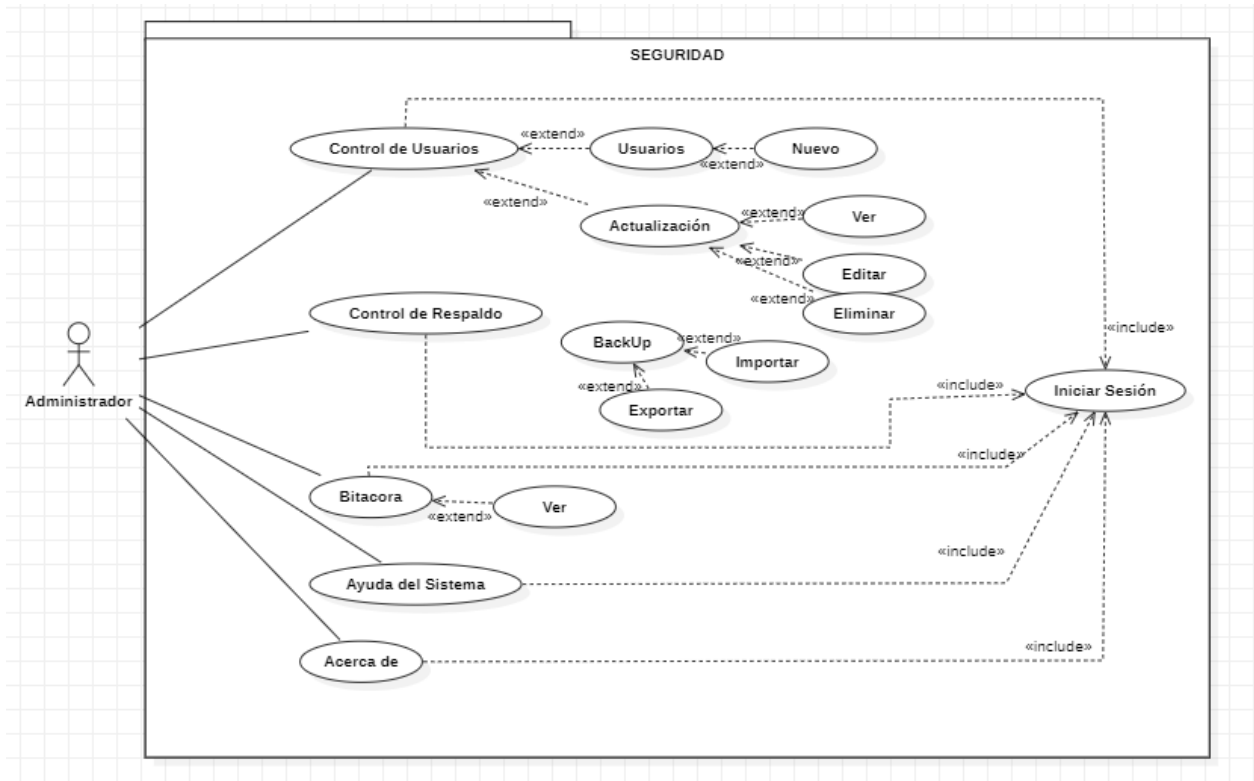 SEGURIDAD
Control de Usuarios
«extend»
Usuarios
«extend»
Nuevo
«extend»
Actualización
«extend»
Ver
«extend»
Editar
«extend»
Eliminar
Control de Respaldo
BackUp
«extend»
Importar
«extend»
Exportar
«include»
«include»
Iniciar Sesión
Administrador
«include»
Bitacora
«extend»
Ver
«include»
Ayuda del Sistema
«include»
Acerca de